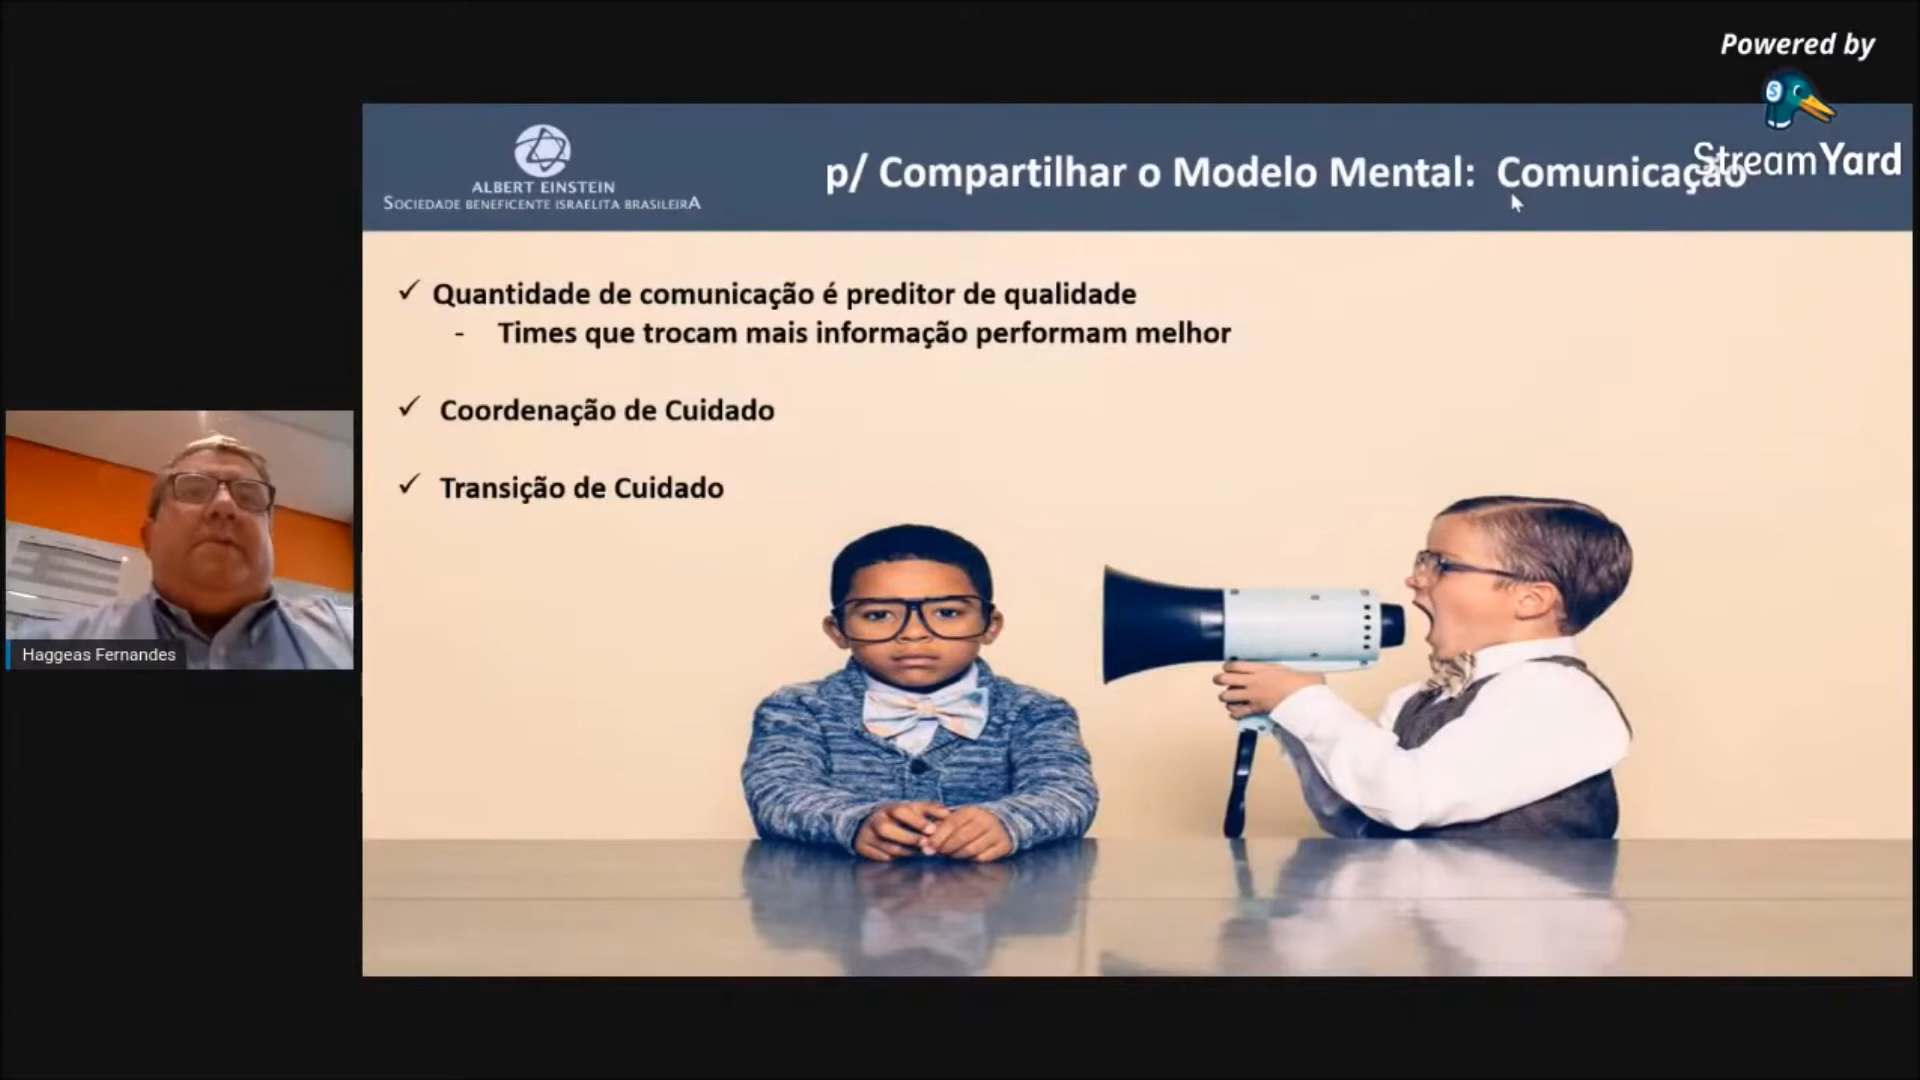 Powered by
StreamYard
ALBERT EINSTEIN
SOCIEDADE BENEFICENTE ISRAELITA BRASILEIRA
p/ Compartilhar o Modelo Mental: Comunicação
✓ Quantidade de comunicação é preditor de qualidade
- Times que trocam mais informação performam melhor
✓ Coordenação de Cuidado
✓ Transição de Cuidado
Haggeas Fernandes